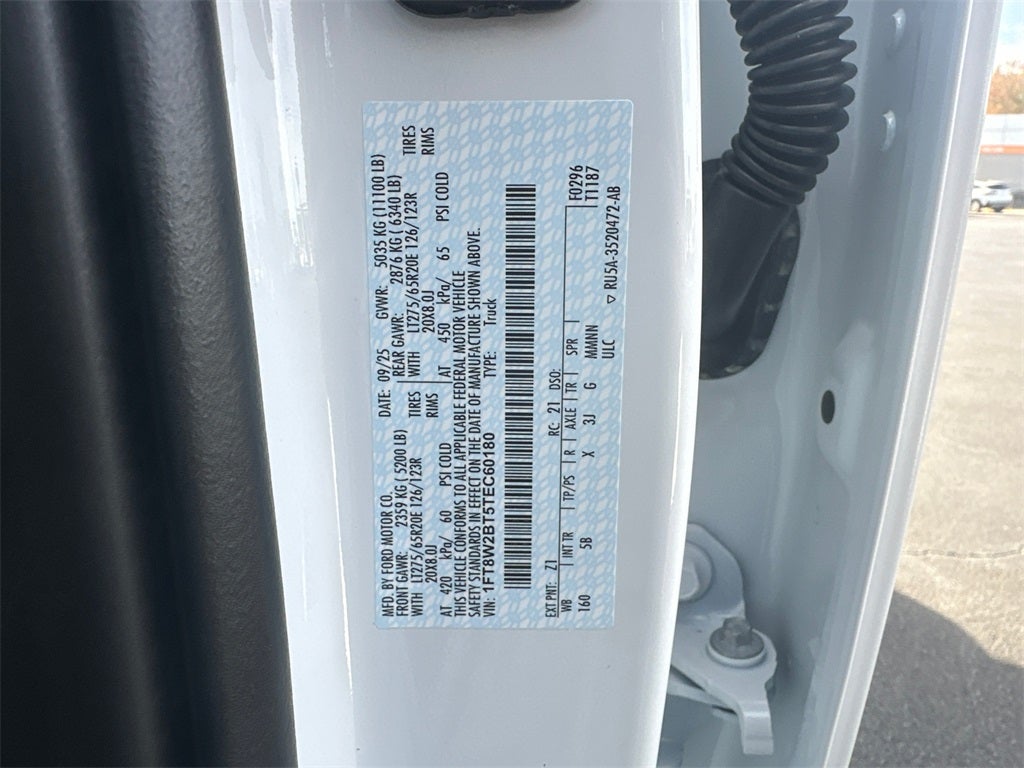 MFD. BY FORD MOTOR CO.
DATE: 09/25 GVWR: 5035 KG (11100 LB)
FRONT GAWR: 2359 KG ( 5200 LB) REAR GAWR: 2876 KG ( 6340 LB)
WITH LT275/65R20E 126/123R TIRES WITH LT275/65R20E 126/123R TIRES
20X8.0J RIMS 20X8.0J RIMS
AT 420 kPa/ 60 PSI COLD AT 450 kPa/ 65 PSI COLD
THIS VEHICLE CONFORMS TO ALL APPLICABLE FEDERAL MOTOR VEHICLE
SAFETY STANDARDS IN EFFECT ON THE DATE OF MANUFACTURE SHOWN ABOVE.
VIN: 1FT8W2BT5TEC60180 TYPE: Truck
EXT PNT: Z1 RC: 21 DSO: F0296
WB INT TR TP/PS R AXLE TR SPR T1187
160 5B X 3J G MMNN
ULC ▽ RU5A-3520472-AB